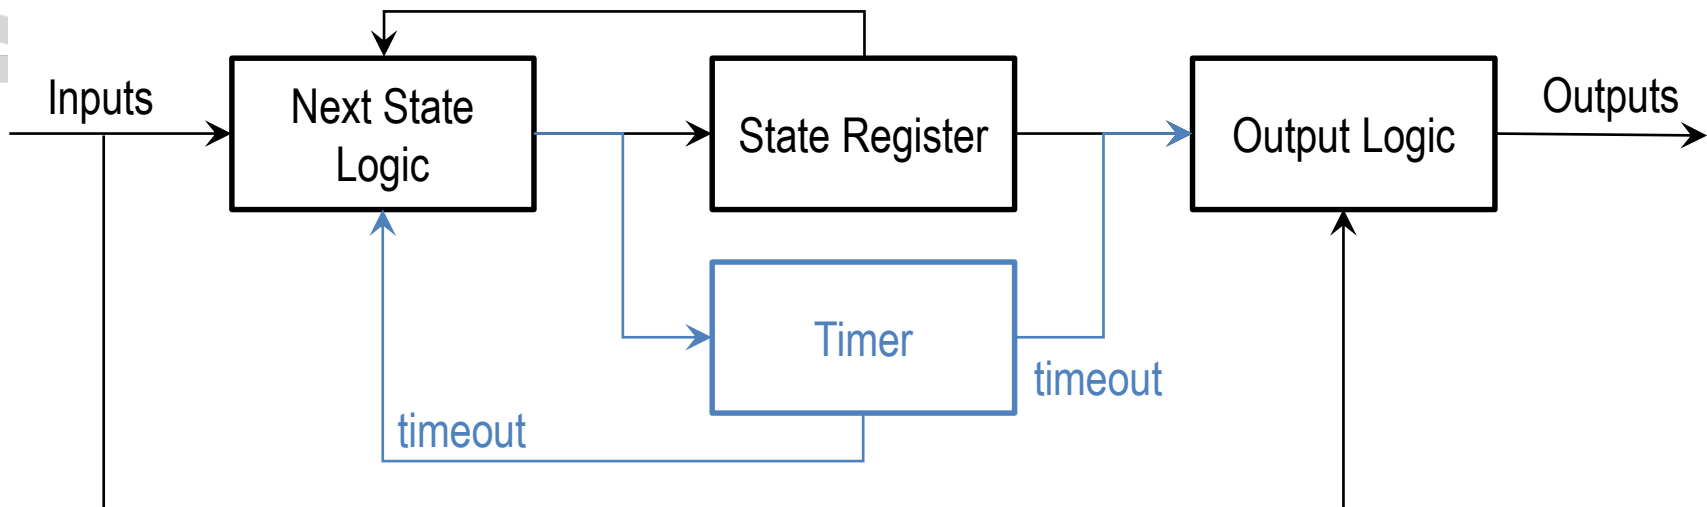 Inputs
Next State
Logic
State Register
Output Logic
Outputs
Timer
timeout
timeout